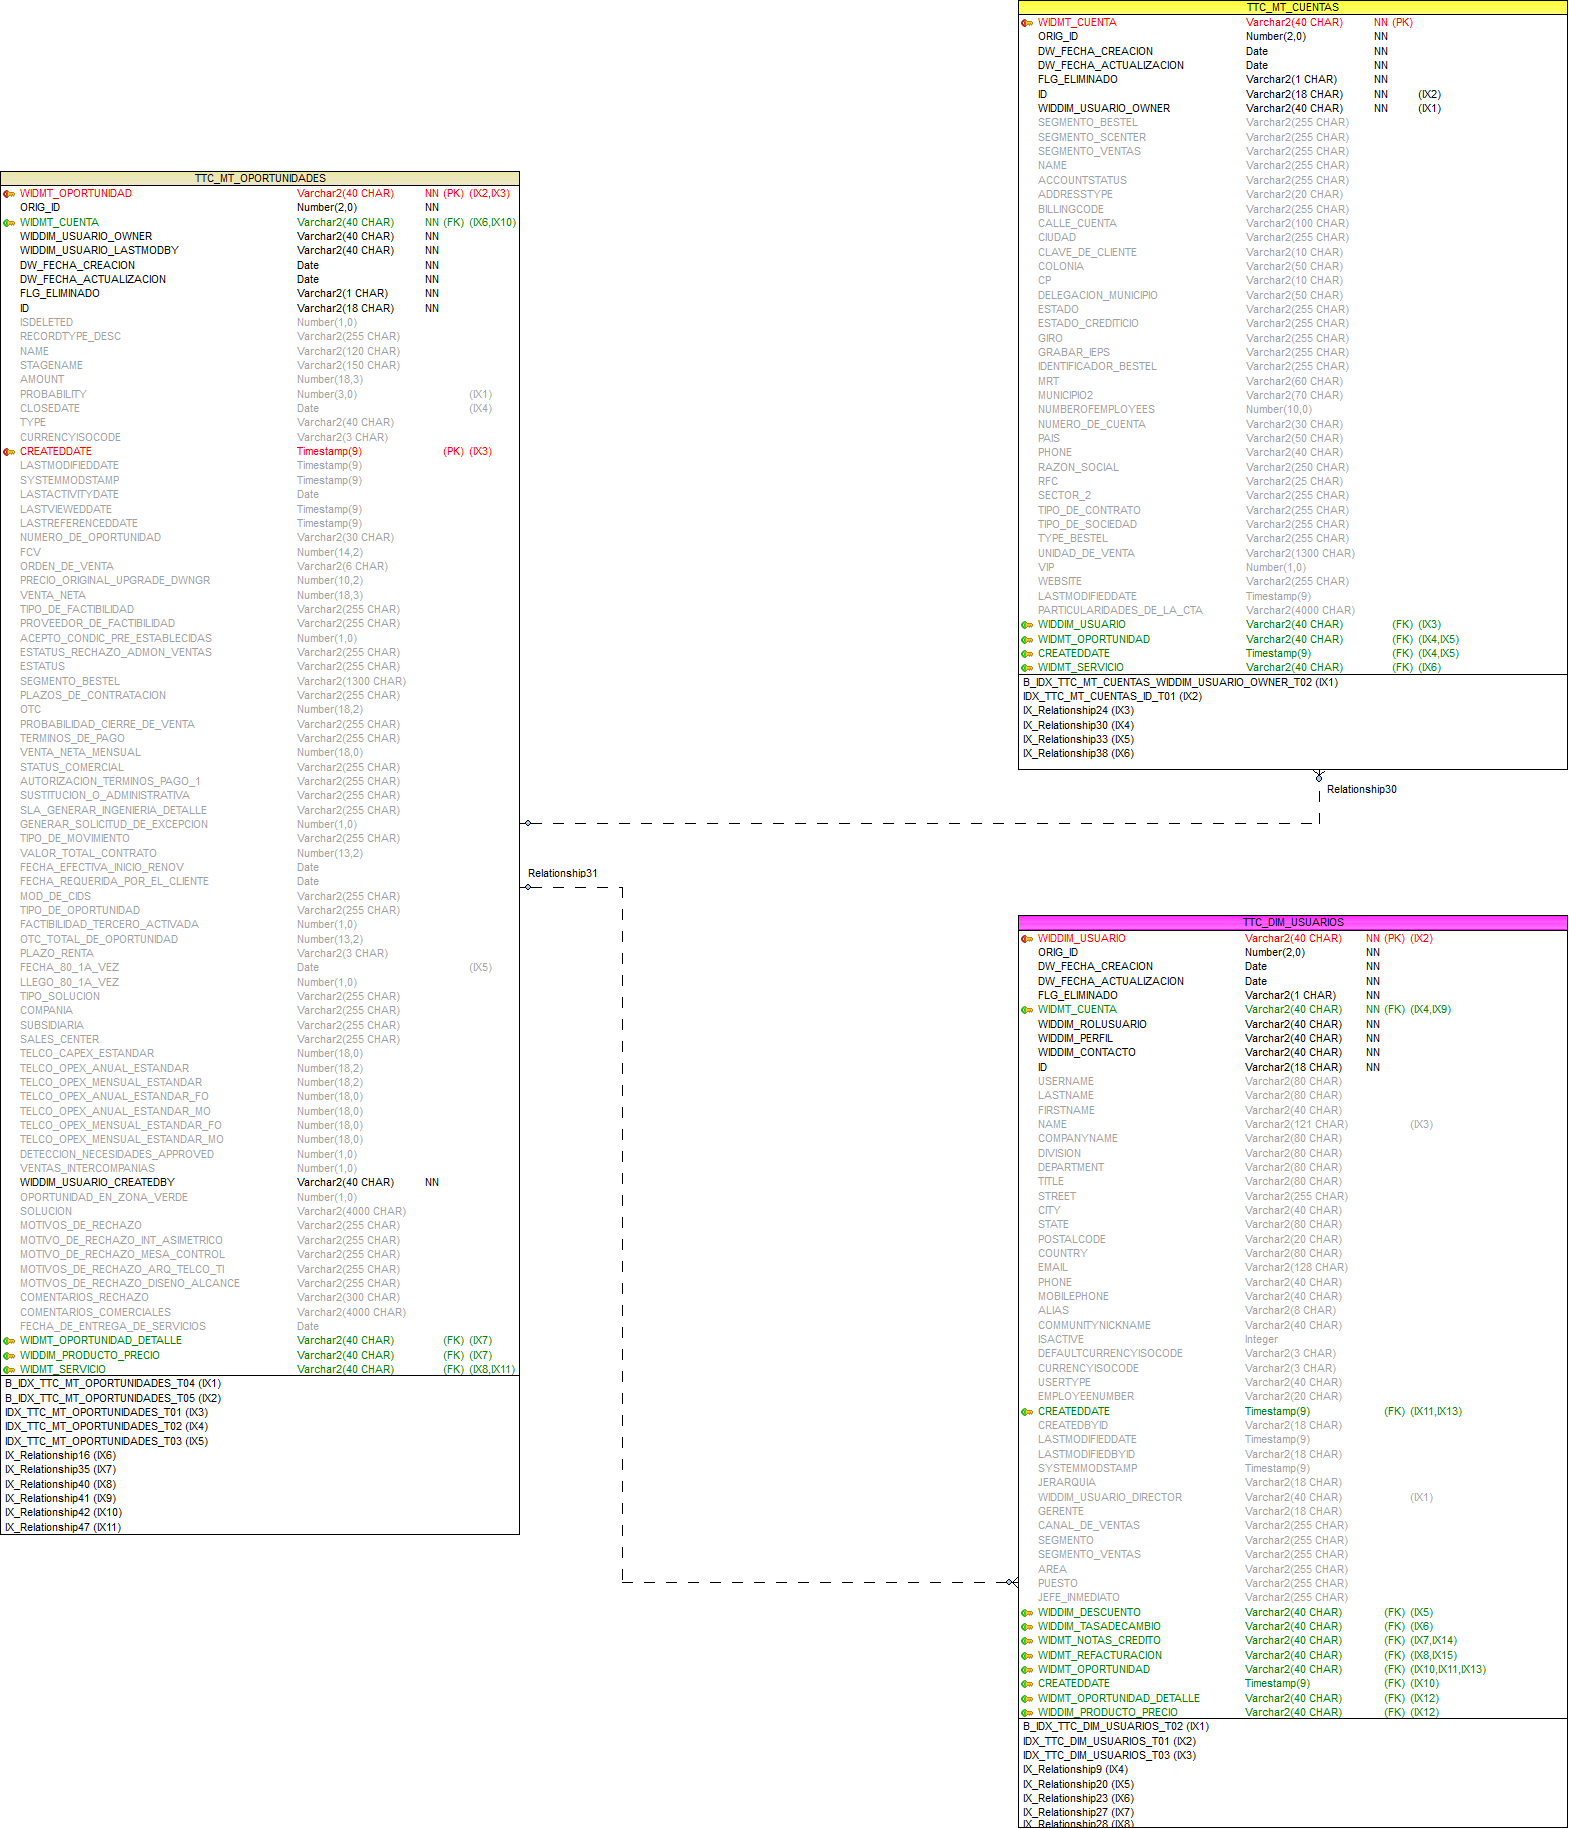 TTC_MT_CUENTAS
WIDMT_CUENTA Varchar2(40 CHAR) NN (PK)
ORIG_ID Number(2,0) NN
DW_FECHA_CREACION Date NN
DW_FECHA_ACTUALIZACION Date NN
FLG_ELIMINADO Varchar2(1 CHAR) NN
ID Varchar2(18 CHAR) NN (IX2)
WIDDIM_USUARIO_OWNER Varchar2(40 CHAR) NN (IX1)
SEGMENTO_BESTEL Varchar2(255 CHAR)
SEGMENTO_SCENTER Varchar2(255 CHAR)
SEGMENTO_VENTAS Varchar2(255 CHAR)
NAME Varchar2(255 CHAR)
ACCOUNTSTATUS Varchar2(255 CHAR)
ADDRESSTYPE Varchar2(20 CHAR)
BILLINGCODE Varchar2(255 CHAR)
CALLE_CUENTA Varchar2(100 CHAR)
CIUDAD Varchar2(255 CHAR)
CLAVE_DE_CLIENTE Varchar2(10 CHAR)
COLONIA Varchar2(50 CHAR)
CP Varchar2(10 CHAR)
DELEGACION_MUNICIPIO Varchar2(50 CHAR)
ESTADO Varchar2(255 CHAR)
ESTADO_CREDITICIO Varchar2(255 CHAR)
GIRO Varchar2(255 CHAR)
GRABAR_IEPS Varchar2(255 CHAR)
IDENTIFICADOR_BESTEL Varchar2(255 CHAR)
MRT Varchar2(60 CHAR)
MUNICIPIO2 Varchar2(70 CHAR)
NUMBEROFEMPLOYEES Number(10,0)
NUMERO_DE_CUENTA Varchar2(30 CHAR)
PAIS Varchar2(50 CHAR)
PHONE Varchar2(40 CHAR)
RAZON_SOCIAL Varchar2(250 CHAR)
RFC Varchar2(25 CHAR)
SECTOR_2 Varchar2(255 CHAR)
TIPO_DE_CONTRATO Varchar2(255 CHAR)
TIPO_DE_SOCIEDAD Varchar2(255 CHAR)
TYPE_BESTEL Varchar2(255 CHAR)
UNIDAD_DE_VENTA Varchar2(1300 CHAR)
VIP Number(1,0)
WEBSITE Varchar2(255 CHAR)
LASTMODIFIEDDATE Timestamp(9)
PARTICULARIDADES_DE_LA_CTA Varchar2(4000 CHAR)
WIDDIM_USUARIO Varchar2(40 CHAR) (FK) (IX3)
WIDMT_OPORTUNIDAD Varchar2(40 CHAR) (FK) (IX4,IX5)
CREATEDDATE Timestamp(9) (FK) (IX4,IX5)
WIDMT_SERVICIO Varchar2(40 CHAR) (FK) (IX6)
B_IDX_TTC_MT_CUENTAS_WIDDIM_USUARIO_OWNER_T02 (IX1)
IDX_TTC_MT_CUENTAS_ID_T01 (IX2)
IX_Relationship24 (IX3)
IX_Relationship30 (IX4)
IX_Relationship33 (IX5)
IX_Relationship38 (IX6)
TTC_MT_OPORTUNIDADES
WIDMT_OPORTUNIDAD Varchar2(40 CHAR) NN (PK) (IX2,IX3)
ORIG_ID Number(2,0) NN
WIDMT_CUENTA Varchar2(40 CHAR) NN (FK) (IX6,IX10)
WIDDIM_USUARIO_OWNER Varchar2(40 CHAR) NN
WIDDIM_USUARIO_LASTMODBY Varchar2(40 CHAR) NN
DW_FECHA_CREACION Date NN
DW_FECHA_ACTUALIZACION Date NN
FLG_ELIMINADO Varchar2(1 CHAR) NN
ID Varchar2(18 CHAR) NN
ISDELETED Number(1,0)
RECORDTYPE_DESC Varchar2(255 CHAR)
NAME Varchar2(120 CHAR)
STAGENAME Varchar2(150 CHAR)
AMOUNT Number(18,3)
PROBABILITY Number(3,0) (IX1)
CLOSEDATE Date (IX4)
TYPE Varchar2(40 CHAR)
CURRENCYISOCODE Varchar2(3 CHAR)
CREATEDDATE Timestamp(9) (PK) (IX3)
LASTMODIFIEDDATE Timestamp(9)
SYSTEMMODSTAMP Timestamp(9)
LASTACTIVITYDATE Date
LASTVIEWEDDATE Timestamp(9)
LASTREFERENCEDDATE Timestamp(9)
NUMERO_DE_OPORTUNIDAD Varchar2(30 CHAR)
FCV Number(14,2)
ORDEN_DE_VENTA Varchar2(6 CHAR)
PRECIO_ORIGINAL_UPGRADE_DWNGR Number(10,2)
VENTA_NETA Number(18,3)
TIPO_DE_FACTIBILIDAD Varchar2(255 CHAR)
PROVEEDOR_DE_FACTIBILIDAD Varchar2(255 CHAR)
ACEPTO_CONDIC_PRE_ESTABLECIDAS Number(1,0)
ESTATUS_RECHAZO_ADMON_VENTAS Varchar2(255 CHAR)
ESTATUS Varchar2(255 CHAR)
SEGMENTO_BESTEL Varchar2(1300 CHAR)
PLAZOS_DE_CONTRATACION Varchar2(255 CHAR)
OTC Number(18,2)
PROBABILIDAD_CIERRE_DE_VENTA Varchar2(255 CHAR)
TERMINOS_DE_PAGO Varchar2(255 CHAR)
VENTA_NETA_MENSUAL Number(18,0)
STATUS_COMERCIAL Varchar2(255 CHAR)
AUTORIZACION_TERMINOS_PAGO_1 Varchar2(255 CHAR)
SUSTITUCION_O_ADMINISTRATIVA Varchar2(255 CHAR)
SLA_GENERAR_INGENIERIA_DETALLE Varchar2(255 CHAR)
GENERAR_SOLICITUD_DE_EXCEPCION Number(1,0)
TIPO_DE_MOVIMIENTO Varchar2(255 CHAR)
VALOR_TOTAL_CONTRATO Number(13,2)
FECHA_EFECTIVA_INICIO_RENOV Date
FECHA_REQUERIDA_POR_EL_CLIENTE Date
MOD_DE_CIDS Varchar2(255 CHAR)
TIPO_DE_OPORTUNIDAD Varchar2(255 CHAR)
FACTIBILIDAD_TERCERO_ACTIVADA Number(1,0)
OTC_TOTAL_DE_OPORTUNIDAD Number(13,2)
PLAZO_RENTA Varchar2(3 CHAR)
FECHA_80_1A_VEZ Date (IX5)
LLEGO_80_1A_VEZ Number(1,0)
TIPO_SOLUCION Varchar2(255 CHAR)
COMPANIA Varchar2(255 CHAR)
SUBSIDIARIA Varchar2(255 CHAR)
SALES_CENTER Varchar2(255 CHAR)
TELCO_CAPEX_ESTANDAR Number(18,0)
TELCO_OPEX_ANUAL_ESTANDAR Number(18,2)
TELCO_OPEX_MENSUAL_ESTANDAR Number(18,2)
TELCO_OPEX_ANUAL_ESTANDAR_FO Number(18,0)
TELCO_OPEX_ANUAL_ESTANDAR_MO Number(18,0)
TELCO_OPEX_MENSUAL_ESTANDAR_FO Number(18,0)
TELCO_OPEX_MENSUAL_ESTANDAR_MO Number(18,0)
DETECCION_NECESIDADES_APPROVED Number(1,0)
VENTAS_INTERCOMPANIAS Number(1,0)
WIDDIM_USUARIO_CREATEDBY Varchar2(40 CHAR) NN
OPORTUNIDAD_EN_ZONA_VERDE Number(1,0)
SOLUCION Varchar2(4000 CHAR)
MOTIVOS_DE_RECHAZO Varchar2(255 CHAR)
MOTIVO_DE_RECHAZO_INT_ASIMETRICO Varchar2(255 CHAR)
MOTIVO_DE_RECHAZO_MESA_CONTROL Varchar2(255 CHAR)
MOTIVOS_DE_RECHAZO_ARQ_TELCO_TI Varchar2(255 CHAR)
MOTIVOS_DE_RECHAZO_DISENO_ALCANCE Varchar2(255 CHAR)
COMENTARIOS_RECHAZO Varchar2(300 CHAR)
COMENTARIOS_COMERCIALES Varchar2(4000 CHAR)
FECHA_DE_ENTREGA_DE_SERVICIOS Date
WIDMT_OPORTUNIDAD_DETALLE Varchar2(40 CHAR) (FK) (IX7)
WIDDIM_PRODUCTO_PRECIO Varchar2(40 CHAR) (FK) (IX7)
WIDMT_SERVICIO Varchar2(40 CHAR) (FK) (IX8,IX11)
B_IDX_TTC_MT_OPORTUNIDADES_T04 (IX1)
B_IDX_TTC_MT_OPORTUNIDADES_T05 (IX2)
IDX_TTC_MT_OPORTUNIDADES_T01 (IX3)
IDX_TTC_MT_OPORTUNIDADES_T02 (IX4)
IDX_TTC_MT_OPORTUNIDADES_T03 (IX5)
IX_Relationship16 (IX6)
IX_Relationship35 (IX7)
IX_Relationship40 (IX8)
IX_Relationship41 (IX9)
IX_Relationship42 (IX10)
IX_Relationship47 (IX11)
Relationship30
Relationship31
TTC_DIM_USUARIOS
WIDDIM_USUARIO Varchar2(40 CHAR) NN (PK) (IX2)
ORIG_ID Number(2,0) NN
DW_FECHA_CREACION Date NN
DW_FECHA_ACTUALIZACION Date NN
FLG_ELIMINADO Varchar2(1 CHAR) NN
WIDMT_CUENTA Varchar2(40 CHAR) NN (FK) (IX4,IX9)
WIDDIM_ROLUSUARIO Varchar2(40 CHAR) NN
WIDDIM_PERFIL Varchar2(40 CHAR) NN
WIDDIM_CONTACTO Varchar2(40 CHAR) NN
ID Varchar2(18 CHAR) NN
USERNAME Varchar2(80 CHAR)
LASTNAME Varchar2(80 CHAR)
FIRSTNAME Varchar2(40 CHAR)
NAME Varchar2(121 CHAR) (IX3)
COMPANYNAME Varchar2(80 CHAR)
DIVISION Varchar2(80 CHAR)
DEPARTMENT Varchar2(80 CHAR)
TITLE Varchar2(80 CHAR)
STREET Varchar2(255 CHAR)
CITY Varchar2(40 CHAR)
STATE Varchar2(80 CHAR)
POSTALCODE Varchar2(20 CHAR)
COUNTRY Varchar2(80 CHAR)
EMAIL Varchar2(128 CHAR)
PHONE Varchar2(40 CHAR)
MOBILEPHONE Varchar2(40 CHAR)
ALIAS Varchar2(8 CHAR)
COMMUNITYNICKNAME Varchar2(40 CHAR)
ISACTIVE Integer
DEFAULTCURRENCYISOCODE Varchar2(3 CHAR)
CURRENCYISOCODE Varchar2(3 CHAR)
USERTYPE Varchar2(40 CHAR)
EMPLOYEENUMBER Varchar2(20 CHAR)
CREATEDDATE Timestamp(9) (FK) (IX11,IX13)
CREATEDBYID Varchar2(18 CHAR)
LASTMODIFIEDDATE Timestamp(9)
LASTMODIFIEDBYID Varchar2(18 CHAR)
SYSTEMMODSTAMP Timestamp(9)
JERARQUIA Varchar2(18 CHAR)
WIDDIM_USUARIO_DIRECTOR Varchar2(40 CHAR) (IX1)
GERENTE Varchar2(18 CHAR)
CANAL_DE_VENTAS Varchar2(255 CHAR)
SEGMENTO Varchar2(255 CHAR)
SEGMENTO_VENTAS Varchar2(255 CHAR)
AREA Varchar2(255 CHAR)
PUESTO Varchar2(255 CHAR)
JEFE_INMEDIATO Varchar2(255 CHAR)
WIDDIM_DESCUENTO Varchar2(40 CHAR) (FK) (IX5)
WIDDIM_TASADECAMBIO Varchar2(40 CHAR) (FK) (IX6)
WIDMT_NOTAS_CREDITO Varchar2(40 CHAR) (FK) (IX7,IX14)
WIDMT_REFACTURACION Varchar2(40 CHAR) (FK) (IX8,IX15)
WIDMT_OPORTUNIDAD Varchar2(40 CHAR) (FK) (IX10,IX11,IX13)
CREATEDDATE Timestamp(9) (FK) (IX10)
WIDMT_OPORTUNIDAD_DETALLE Varchar2(40 CHAR) (FK) (IX12)
WIDDIM_PRODUCTO_PRECIO Varchar2(40 CHAR) (FK) (IX12)
B_IDX_TTC_DIM_USUARIOS_T02 (IX1)
IDX_TTC_DIM_USUARIOS_T01 (IX2)
IDX_TTC_DIM_USUARIOS_T03 (IX3)
IX_Relationship9 (IX4)
IX_Relationship20 (IX5)
IX_Relationship23 (IX6)
IX_Relationship27 (IX7)
IX_Relationship28 (IX8)